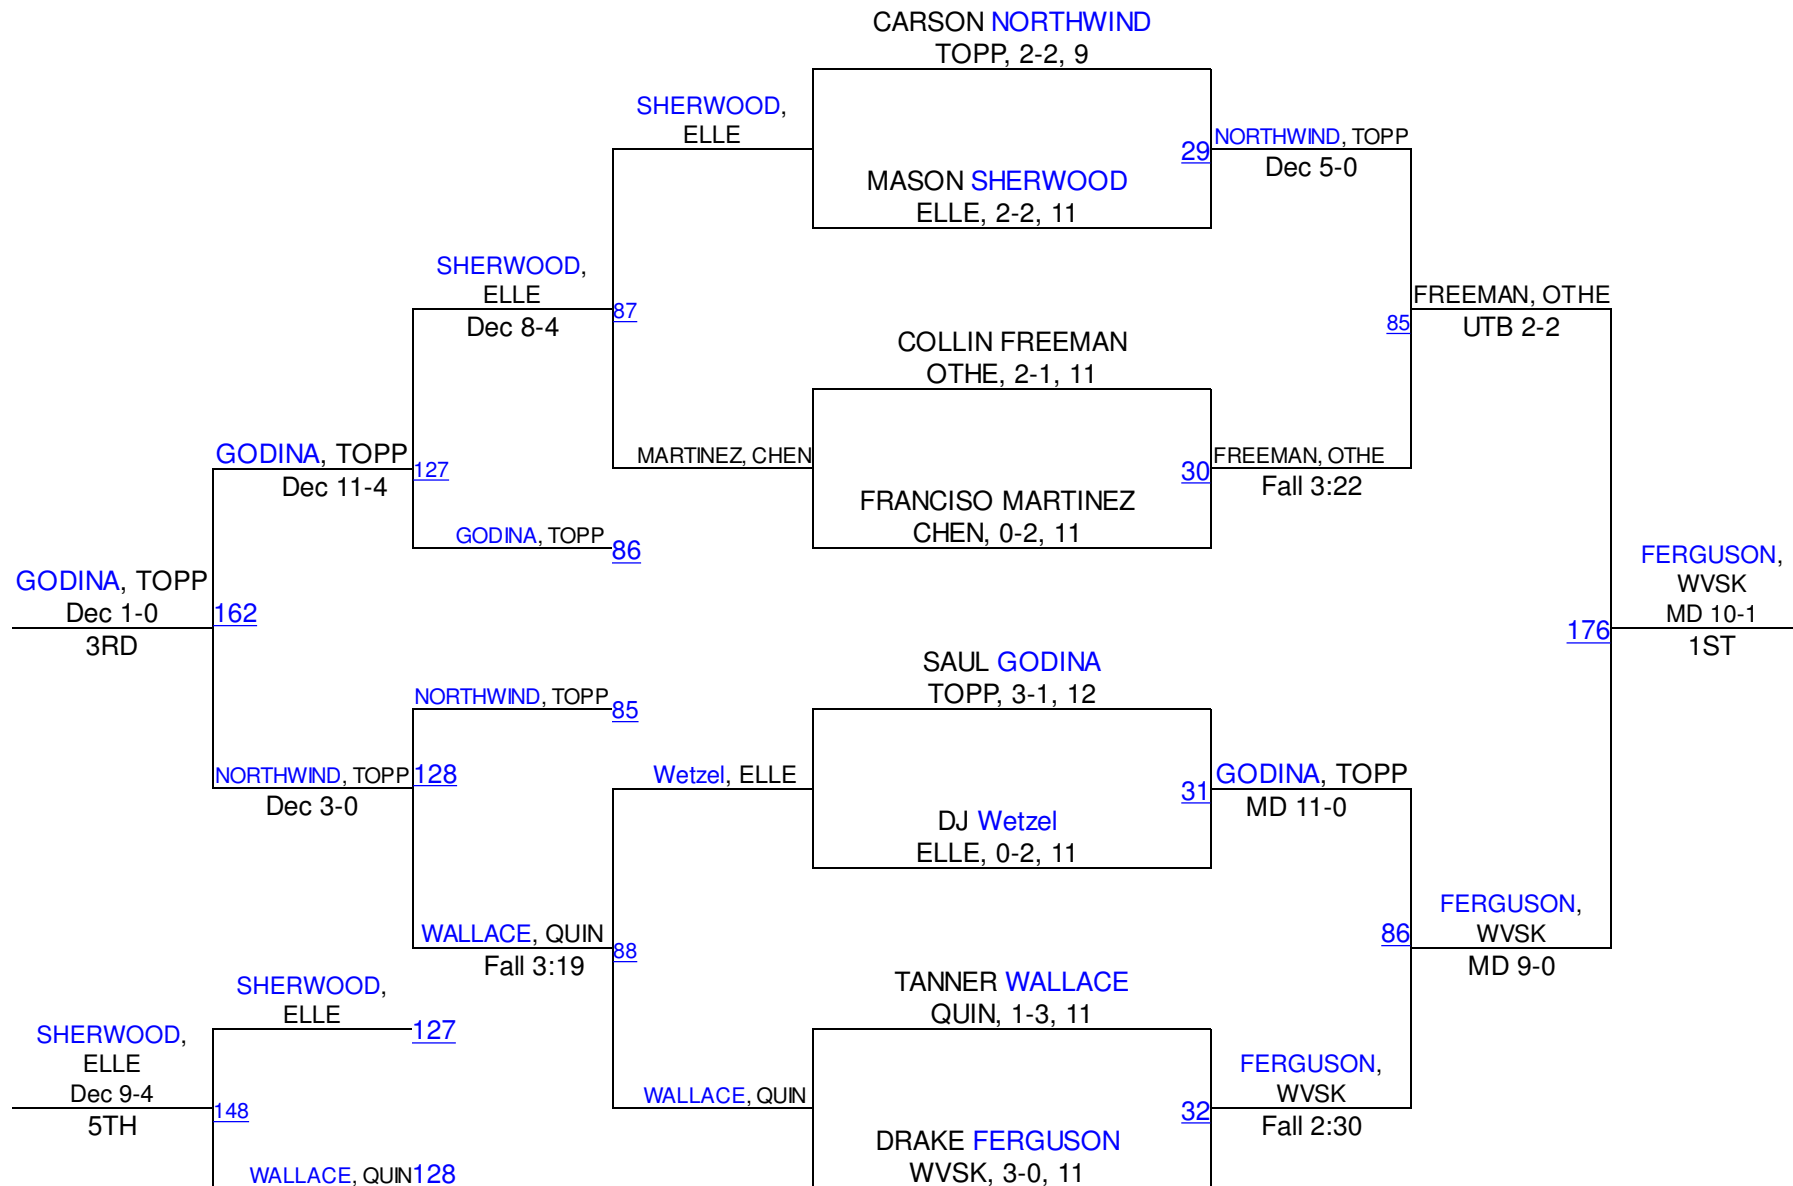 CARSON NORTHWIND
TOPP, 2-2, 9
SHERWOOD,
ELLE
29
NORTHWIND, TOPP
Dec 5-0
MASON SHERWOOD
ELLE, 2-2, 11
SHERWOOD,
ELLE
Dec 8-4
87
FREEMAN, OTHE
UTB 2-2
85
COLLIN FREEMAN
OTHE, 2-1, 11
GODINA, TOPP
Dec 11-4
127
MARTINEZ, CHEN
30
FREEMAN, OTHE
Fall 3:22
FRANCISO MARTINEZ
CHEN, 0-2, 11
GODINA, TOPP
86
GODINA, TOPP
Dec 1-0
3RD
162
FERGUSON,
WVSK
MD 10-1
1ST
176
SAUL GODINA
TOPP, 3-1, 12
NORTHWIND, TOPP
85
NORTHWIND, TOPP
Dec 3-0
128
Wetzel, ELLE
31
GODINA, TOPP
MD 11-0
DJ Wetzel
ELLE, 0-2, 11
WALLACE, QUIN
Fall 3:19
88
86
FERGUSON,
WVSK
MD 9-0
TANNER WALLACE
QUIN, 1-3, 11
SHERWOOD,
ELLE
127
SHERWOOD,
ELLE
Dec 9-4
5TH
148
WALLACE, QUIN
32
FERGUSON,
WVSK
Fall 2:30
DRAKE FERGUSON
WVSK, 3-0, 11
WALLACE, QUIN
128